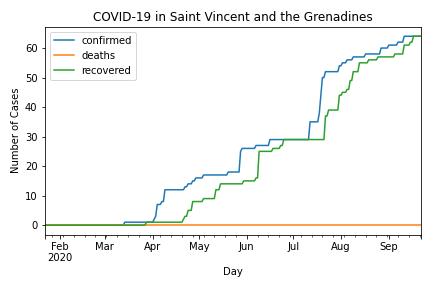 COVID-19 in Saint Vincent and the Grenadines
confirmed
deaths
recovered
Number of Cases
60
50
40
30
20
10
0
Feb Mar Apr May Jun Jul Aug Sep
2020
Day